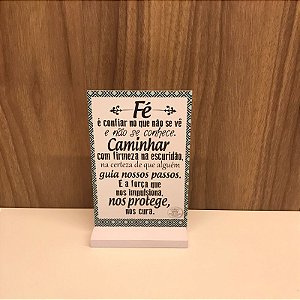 Fé
é confiar no que não se vê
e não se conhece.
Caminhar
com firmeza na escuridão,
na certeza de que alguém
guia nossos passos.
É a força que
nos impulsiona,
nos protege,
nos cura.